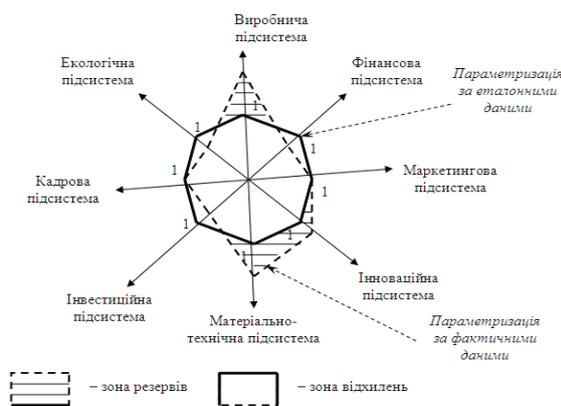 Виробнича
підсистема
Екологічна
підсистема
Фінансова
підсистема
Параметризація
за еталонними
даними
1
1
1
1
Кадрова
підсистема
1
Маркетингова
підсистема
1
1
1
1
Інвестиційна
підсистема
Інноваційна
підсистема
Матеріально-
технічна підсистема
Параметризація
за фактичними
даними
– зона резервів
– зона відхилень